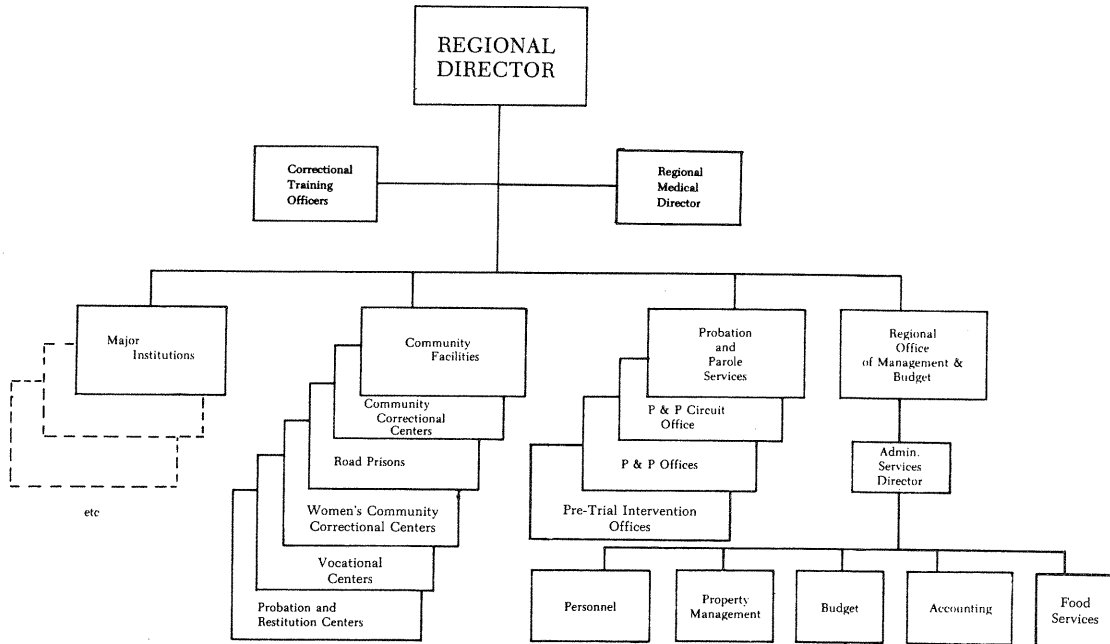 REGIONAL
DIRECTOR
Correctional
Training
Officers
Regional
Medical
Director
Major
Institutions
etc
Community
Facilities
Community
Correctional
Centers
Road Prisons
Women's Community
Correctional Centers
Vocational
Centers
Probation and
Restitution Centers
Probation
and
Parole
Services
P & P Circuit
Office
P & P Offices
Pre-Trial Intervention
Offices
Regional
Office
of Management &
Budget
Admin.
Services
Director
Personnel
Property
Management
Budget
Accounting
Food
Services